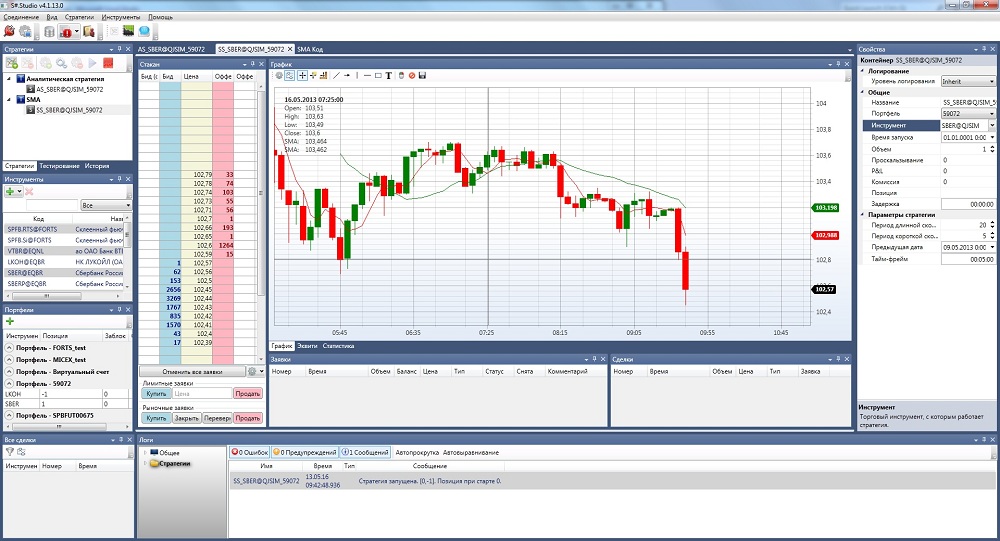 S#.Studio v4.1.13.0
Соединение Вид Стратегии Инструменты Помощь
Стратегии
Аналитическая стратегия
AS_SBER@QJSIM_59072
SMA
SS_SBER@QJSIM_59072
Стратегии Тестирование История
Инструменты
Все
Код Назв
SPFB.RTS@FORTS Склеенный фьюч
SPFB.Si@FORTS Склеенный фьюч
VTBR@EQNL ао ОАО Банк ВТБ
LKOH@EQBR НК ЛУКОЙЛ (ОАО
SBER@EQBR Сбербанк Росси
SBERP@EQBR Сбербанк Росси
Портфели
Инструмен Позиция Заблок
Портфель - FORTS_test
Портфель - MICEX_test
Портфель - Виртуальный счет
Портфель - 59072
LKOH -1 0
SBER 1 0
Портфель - SPBFUT00675
Все сделки
Инструмен Номер Время
AS_SBER@QJSIM_59072 SS_SBER@QJSIM_59072 SMA Код
Стакан
Бид (с Бид Цена Оффе Оффе
102,79 33
102,78 74
102,74 103
102,73 55
102,71 56
102,7 1
102,66 193
102,65 1
102,6 1264
102,59 15
1 102,57
62 102,56
153 102,5
2656 102,45
3269 102,44
1767 102,43
835 102,42
1570 102,41
43 102,4
17 102,39
Отменить все заявки
Лимитные заявки
Купить Цена Продать
Рыночные заявки
Купить Закрыть Переверн Продать
График
16.05.2013 07:25:00
Open: 103,51
High: 103,63
Low: 103,49
Close: 103,6
SMA: 103,464
SMA: 103,462
104
103,8
103,6
103,4
103,198
102,988
102,8
102,57
102,4
05:45 06:35 07:25 08:15 09:05 09:55 10:45
График Эквити Статистика
Заявки
Номер Время Объем Баланс Цена Тип Статус Снята Комментарий
Сделки
Номер Время Объем Цена Тип Заявка
Свойства
Контейнер SS_SBER@QJSIM_59072
Логирование
Уровень логирования Inherit
Общие
Название SS_SBER@QJSIM_5
Портфель 59072
Инструмент SBER@QJSIM
Время запуска 01.01.0001 0:00
Объем 1
Проскальзывание 0
P&L 0
Комиссия 0
Позиция
Задержка 00:00:00
Параметры стратегии
Период длинной ско... 20
Период короткой ско... 5
Предыдущая дата 09.05.2013 0:00
Тайм-фрейм 00:05:00
Инструмент
Торговый инструмент, с которым работает
стратегия.
Логи
Общие
Стратегии
0 Ошибок 0 Предупреждений 1 Сообщений Автопрокрутка Автовыравнивание
Имя Время Тип Сообщение
SS_SBER@QJSIM_59072 13.05.16 09:42:48.936 Стратегия запущена. [0,-1]. Позиция при старте 0.